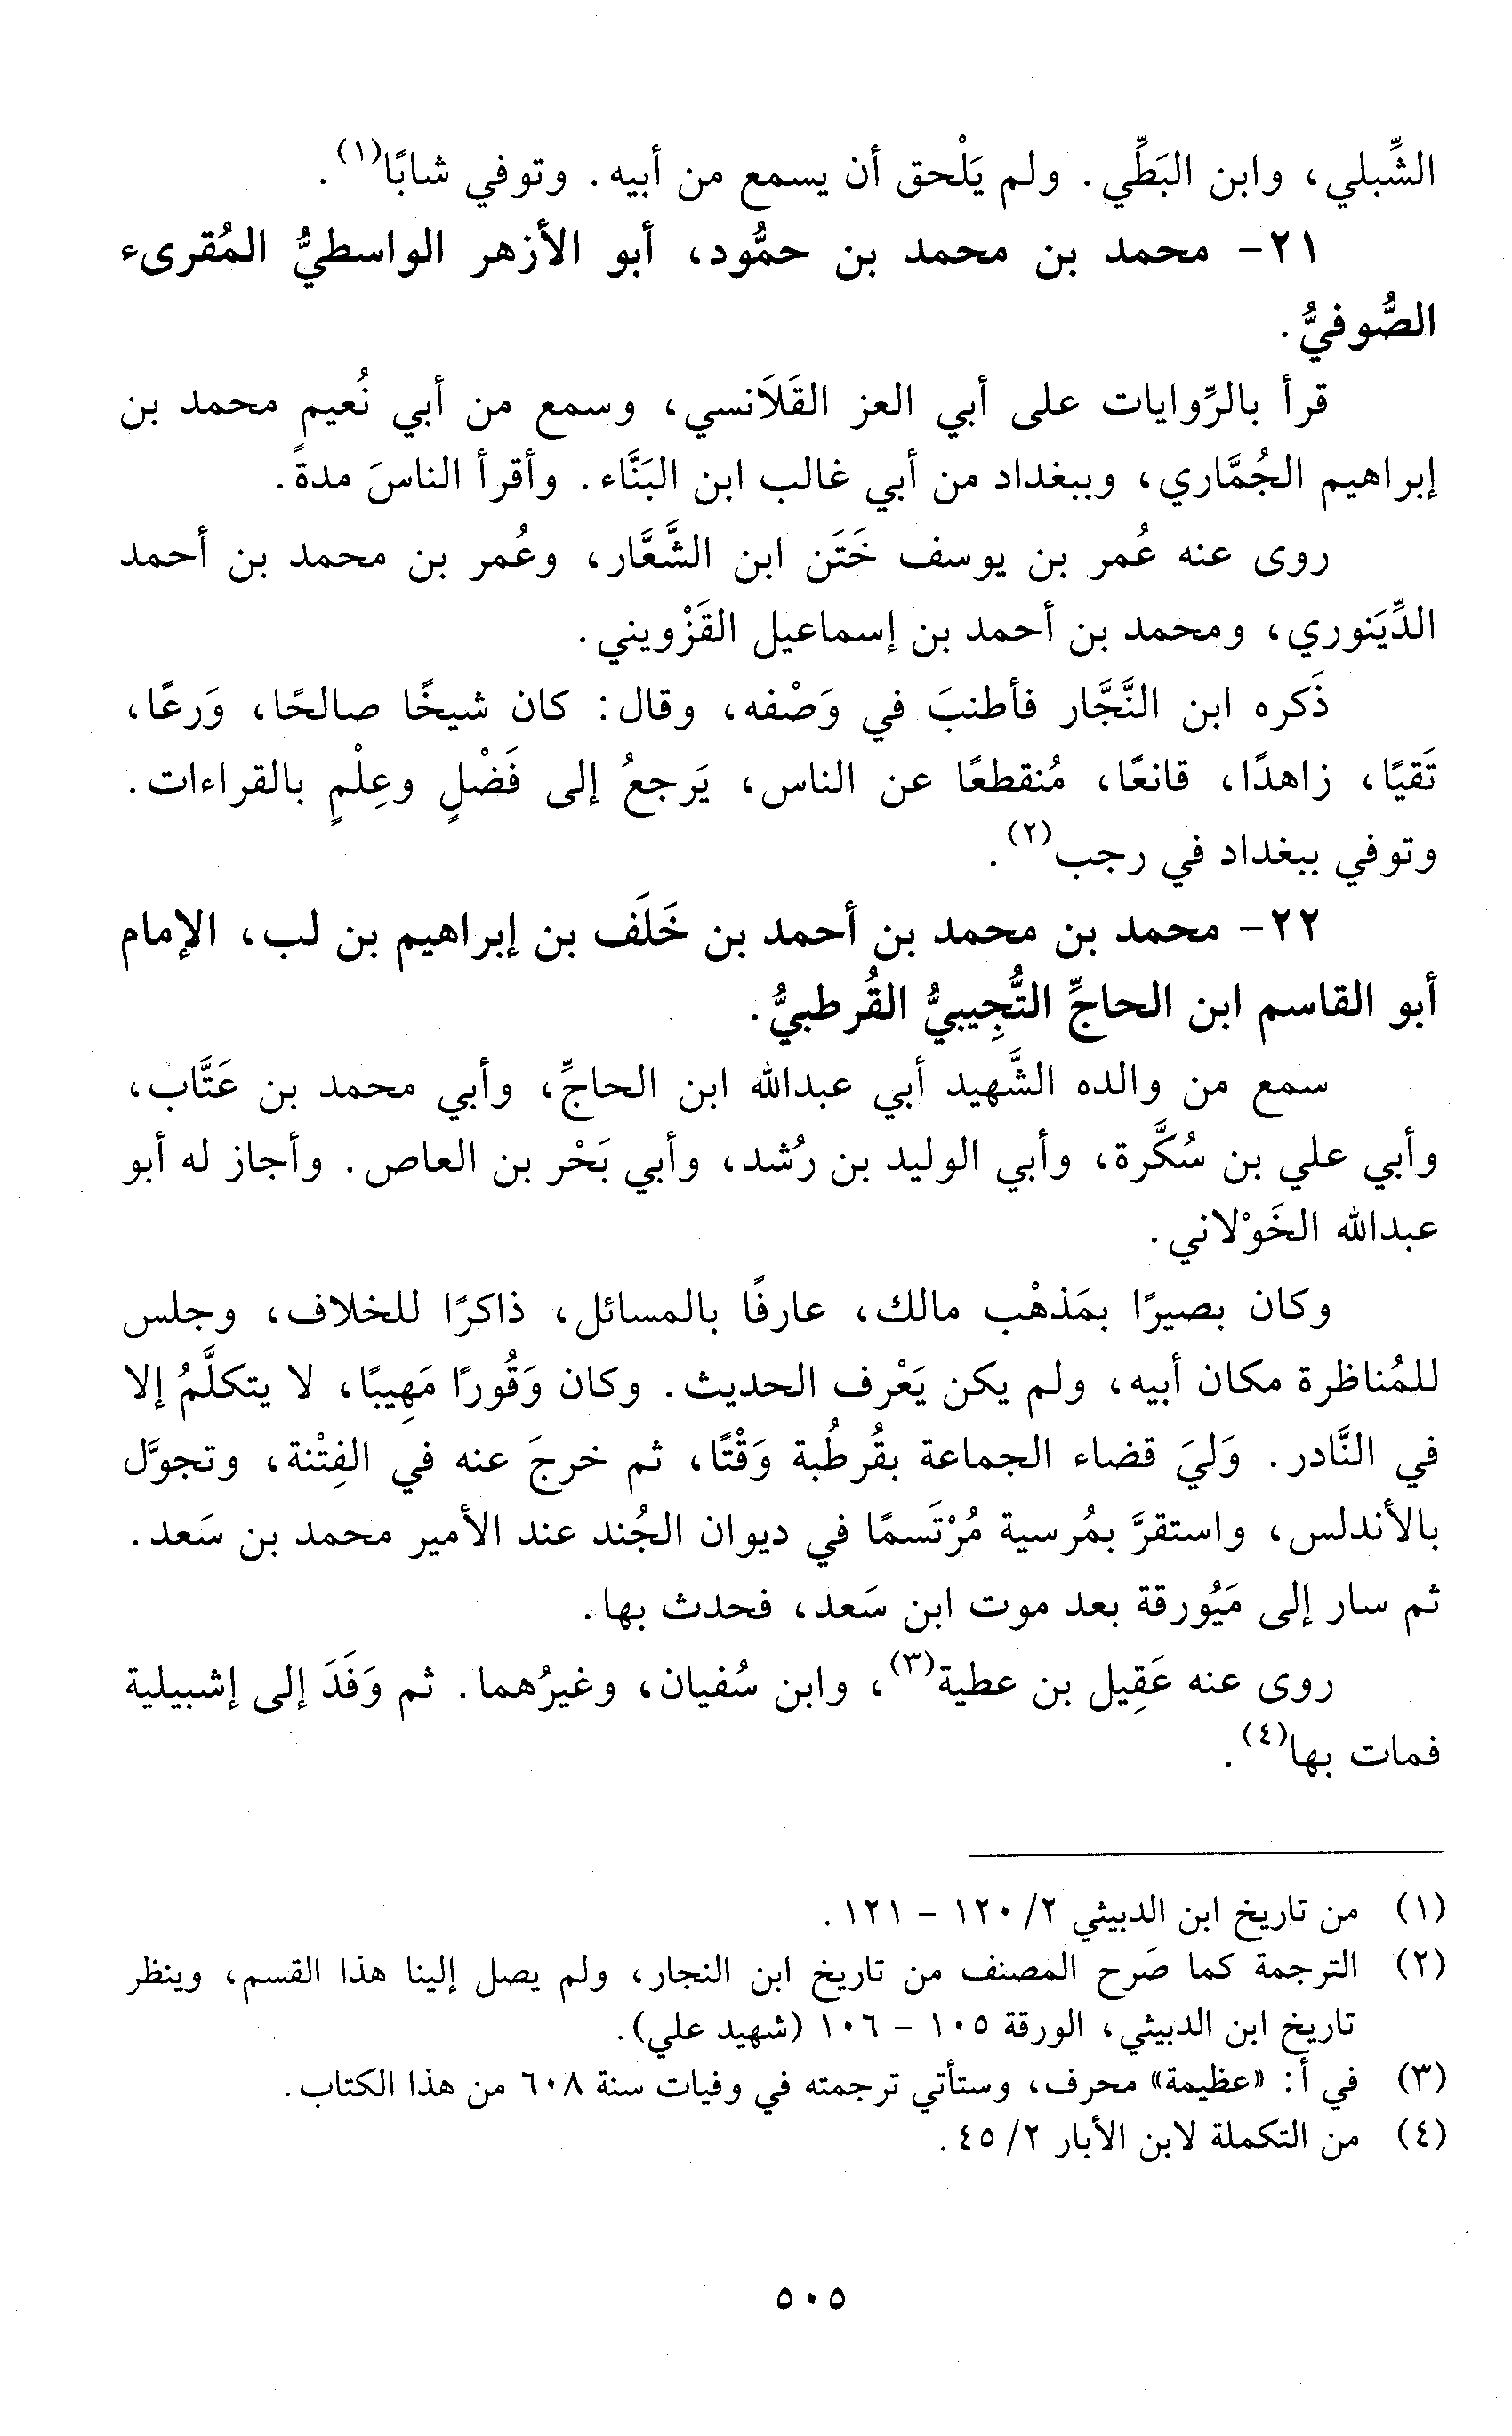 الشِّبلي، وابن البَطِّي. ولم يَلْحق أن يسمع من أبيه. وتوفي شابًا(١).
٢١- محمد بن محمد بن حمُّود، أبو الأزهر الواسطيُّ المُقرىء
الصُّوفيُّ.
قرأ بالرِّوايات على أبي العز القَلَانسي، وسمع من أبي نُعيم محمد بن
إبراهيم الجُمَّاري، وببغداد من أبي غالب ابن البَنَّاء. وأقرأ الناسَ مدةً.
روى عنه عُمر بن يوسف خَتَن ابن الشَّعَّار، وعُمر بن محمد بن أحمد
الدِّيَنوري، ومحمد بن أحمد بن إسماعيل القَزْويني.
ذَكره ابن النَّجَّار فأطنبَ في وَصْفه، وقال: كان شيخًا صالحًا، وَرعًا،
تَقيًا، زاهدًا، قانعًا، مُنقطعًا عن الناس، يَرجعُ إلى فَضْلٍ وعِلْمٍ بالقراءات.
وتوفي ببغداد في رجب(٢).
٢٢- محمد بن محمد بن أحمد بن خَلَف بن إبراهيم بن لب، الإمام
أبو القاسم ابن الحاجِّ التُّجِيبيُّ القُرطبيُّ.
سمع من والده الشَّهيد أبي عبدالله ابن الحاجِّ، وأبي محمد بن عَتَّاب،
وأبي علي بن سُكَّرة، وأبي الوليد بن رُشد، وأبي بَحْر بن العاص. وأجاز له أبو
عبدالله الخَوْلاني.
وكان بصيرًا بمَذهْب مالك، عارفًا بالمسائل، ذاكرًا للخلاف، وجلس
للمُناظرة مكان أبيه، ولم يكن يَعْرف الحديث. وكان وَقُورًا مَهِيبًا، لا يتكلَّمُ إلا
في النَّادر. وَليَ قضاء الجماعة بقُرطُبة وَقْتًا، ثم خرجَ عنه في الفِتْنة، وتجوَّل
بالأندلس، واستقرَّ بمُرسية مُرْتَسمًا في ديوان الجُند عند الأمير محمد بن سَعد.
ثم سار إلى مَيُورقة بعد موت ابن سَعد، فحدث بها.
روى عنه عَقِيل بن عطية(٣)، وابن سُفيان، وغيرُهما. ثم وَفَدَ إلى إشبيلية
فمات بها(٤).
(١) من تاريخ ابن الدبيثي ٢/ ١٢٠ - ١٢١.
(٢) الترجمة كما صَرح المصنف من تاريخ ابن النجار، ولم يصل إلينا هذا القسم، وينظر
تاريخ ابن الدبيثي، الورقة ١٠٥ - ١٠٦ (شهيد علي).
(٣) في أ: «عظيمة» محرف، وستأتي ترجمته في وفيات سنة ٦٠٨ من هذا الكتاب.
(٤) من التكملة لابن الأبار ٢/ ٤٥.
٥٠٥